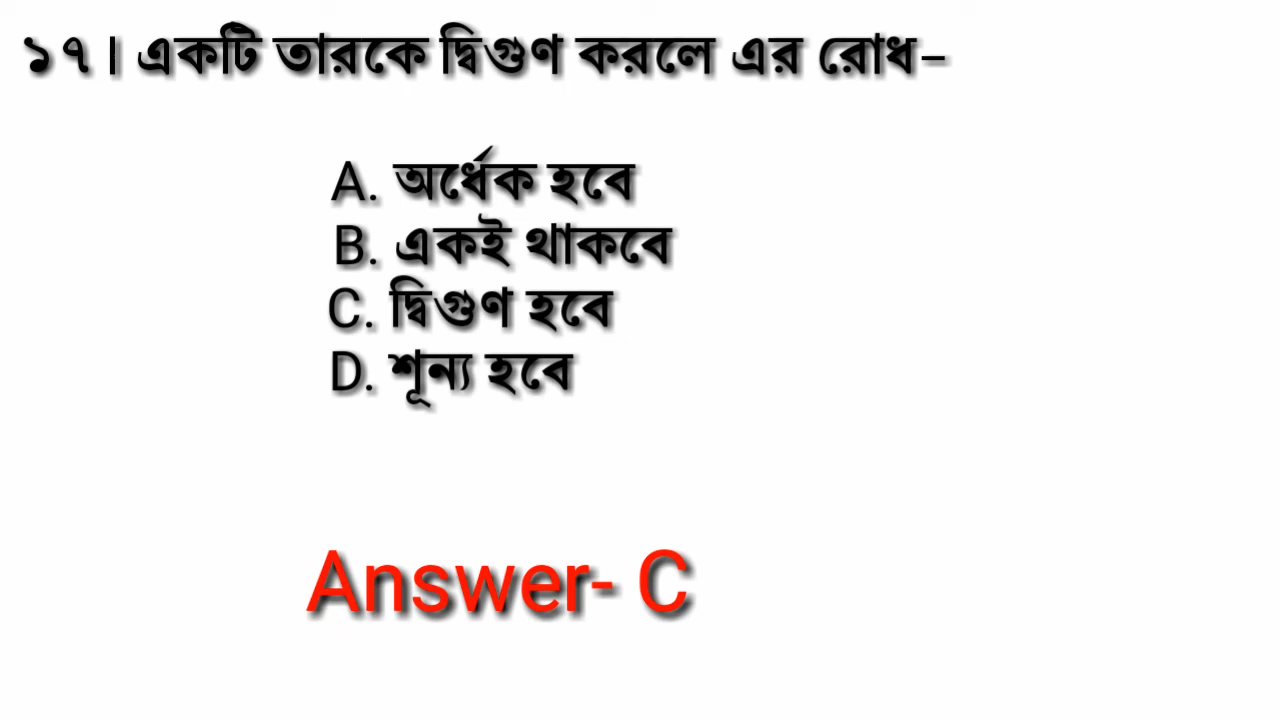 ১৭। একটি তারকে দ্বিগুণ করলে এর রোধ-
A. অর্ধেক হবে
B. একই থাকবে
C. দ্বিগুণ হবে
D. শূন্য হবে
Answer- C